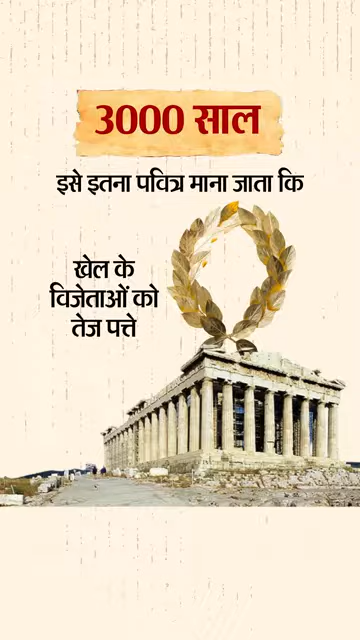 3000 साल
इसे इतना पवित्र माना जाता कि
खेल के
विजेताओं को
तेज पत्ते